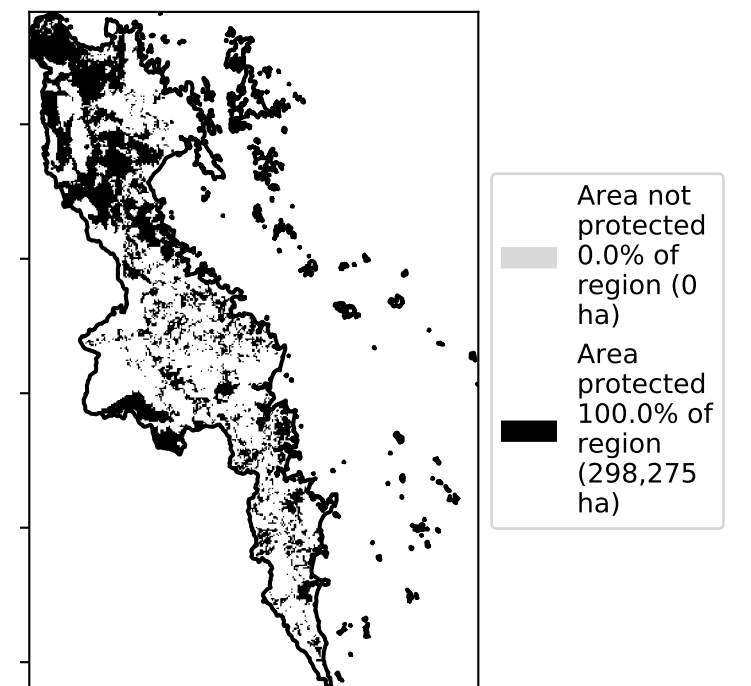 Area not
protected
0.0% of
region (0
ha)
Area
protected
100.0% of
region
(298,275
ha)